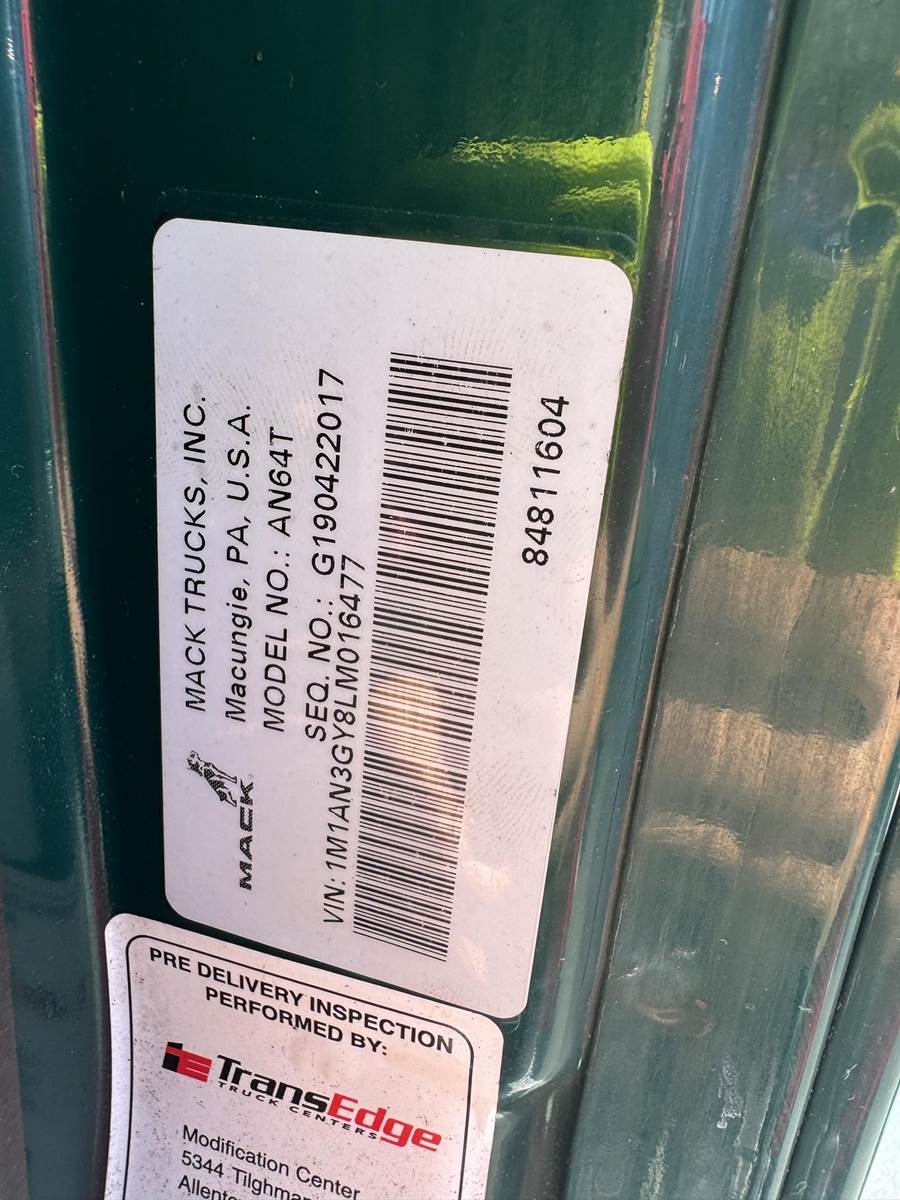 MACK TRUCKS, INC.
Macungie, PA, U.S.A.
MODEL NO.: AN64T
SEQ. NO.: G190422017
VIN: 1M1AN3GY8LM016477
84811604
MACK
PRE DELIVERY INSPECTION
PERFORMED BY:
TransEdge
TRUCK CENTERS
Modification Center
5344